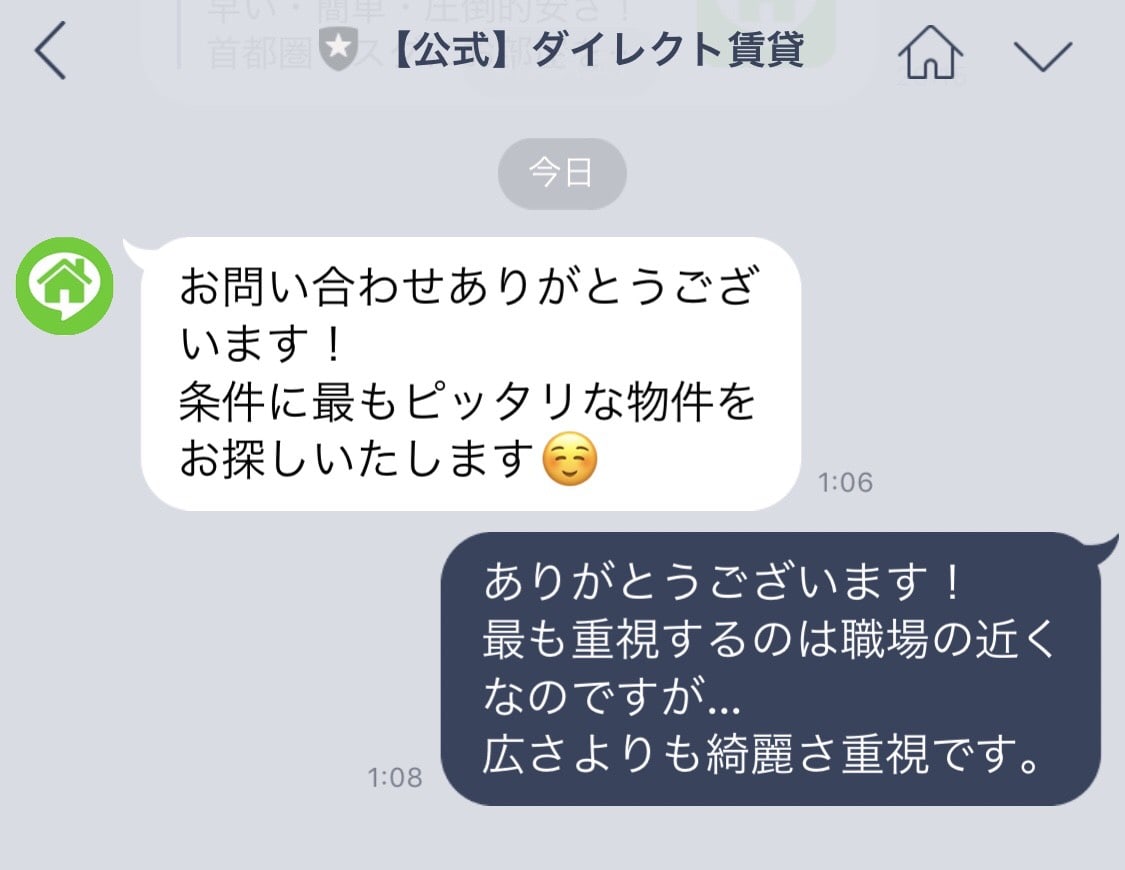 早い・簡単・圧倒的安さ！
首都圏
【公式】ダイレクト賃貸
今日
お問い合わせありがとうござ
います！
条件に最もピッタリな物件を
お探しいたします☺️
1:06
ありがとうございます！
最も重視するのは職場の近く
なのですが...
広さよりも綺麗さ重視です。
1:08